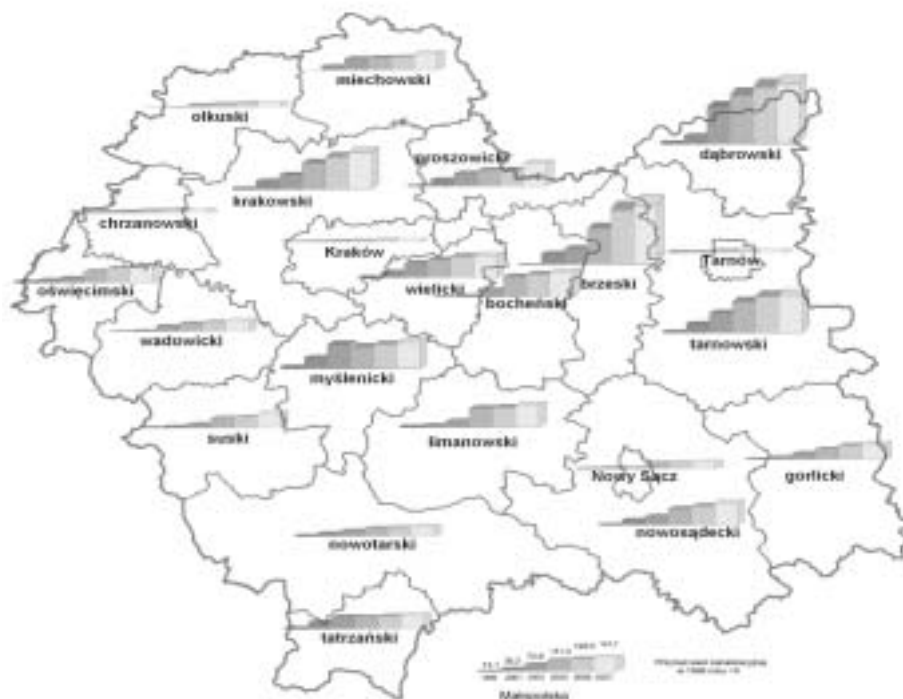 miechowski
olkuski
proszowicki
dąbrowski
krakowski
chrzanowski
Kraków
Tarnów
oświęcimski
wielicki
brzeski
bocheński
wadowicki
tarnowski
myślenicki
suski
limanowski
Nowy Sącz
gorlicki
nowosądecki
nowotarski
tatrzański
Małopolska